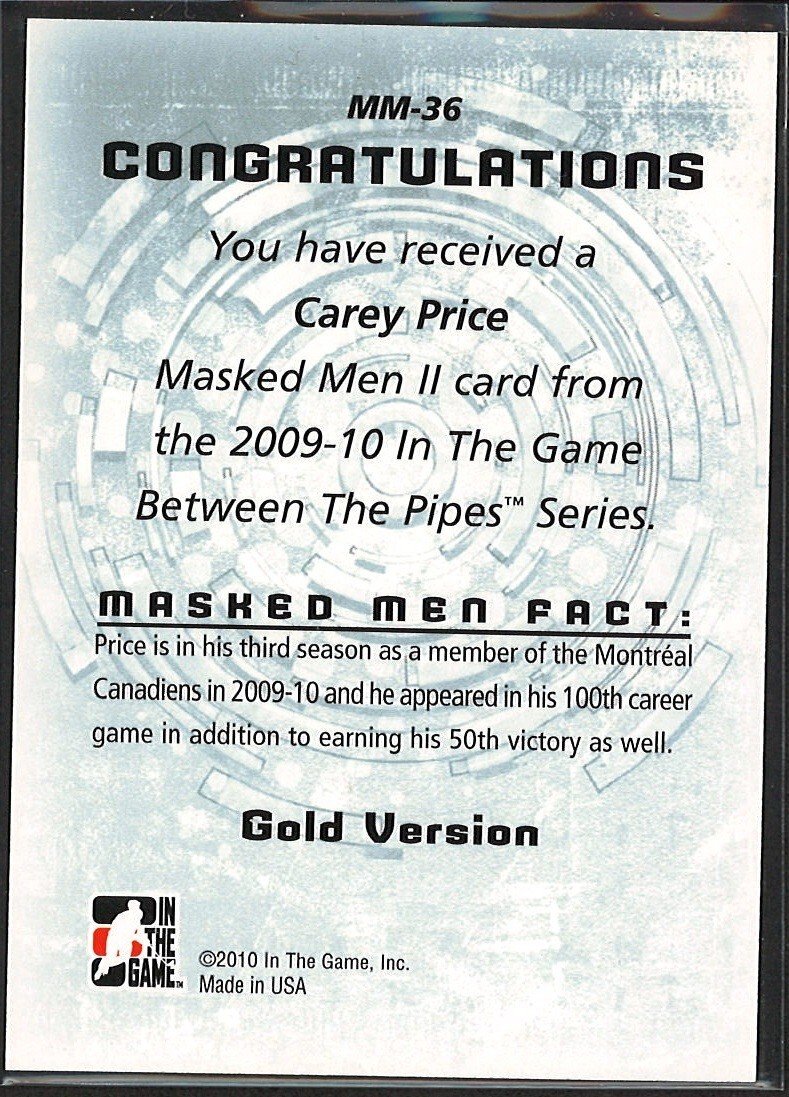 MM-36
CONGRATULATIONS
You have received a
Carey Price
Masked Men II card from
the 2009-10 In The Game
Between The Pipes™ Series.
MASKED MEN FACT:
Price is in his third season as a member of the Montréal
Canadiens in 2009-10 and he appeared in his 100th career
game in addition to earning his 50th victory as well.
Gold Version
IN
THE
GAME™
©2010 In The Game, Inc.
Made in USA